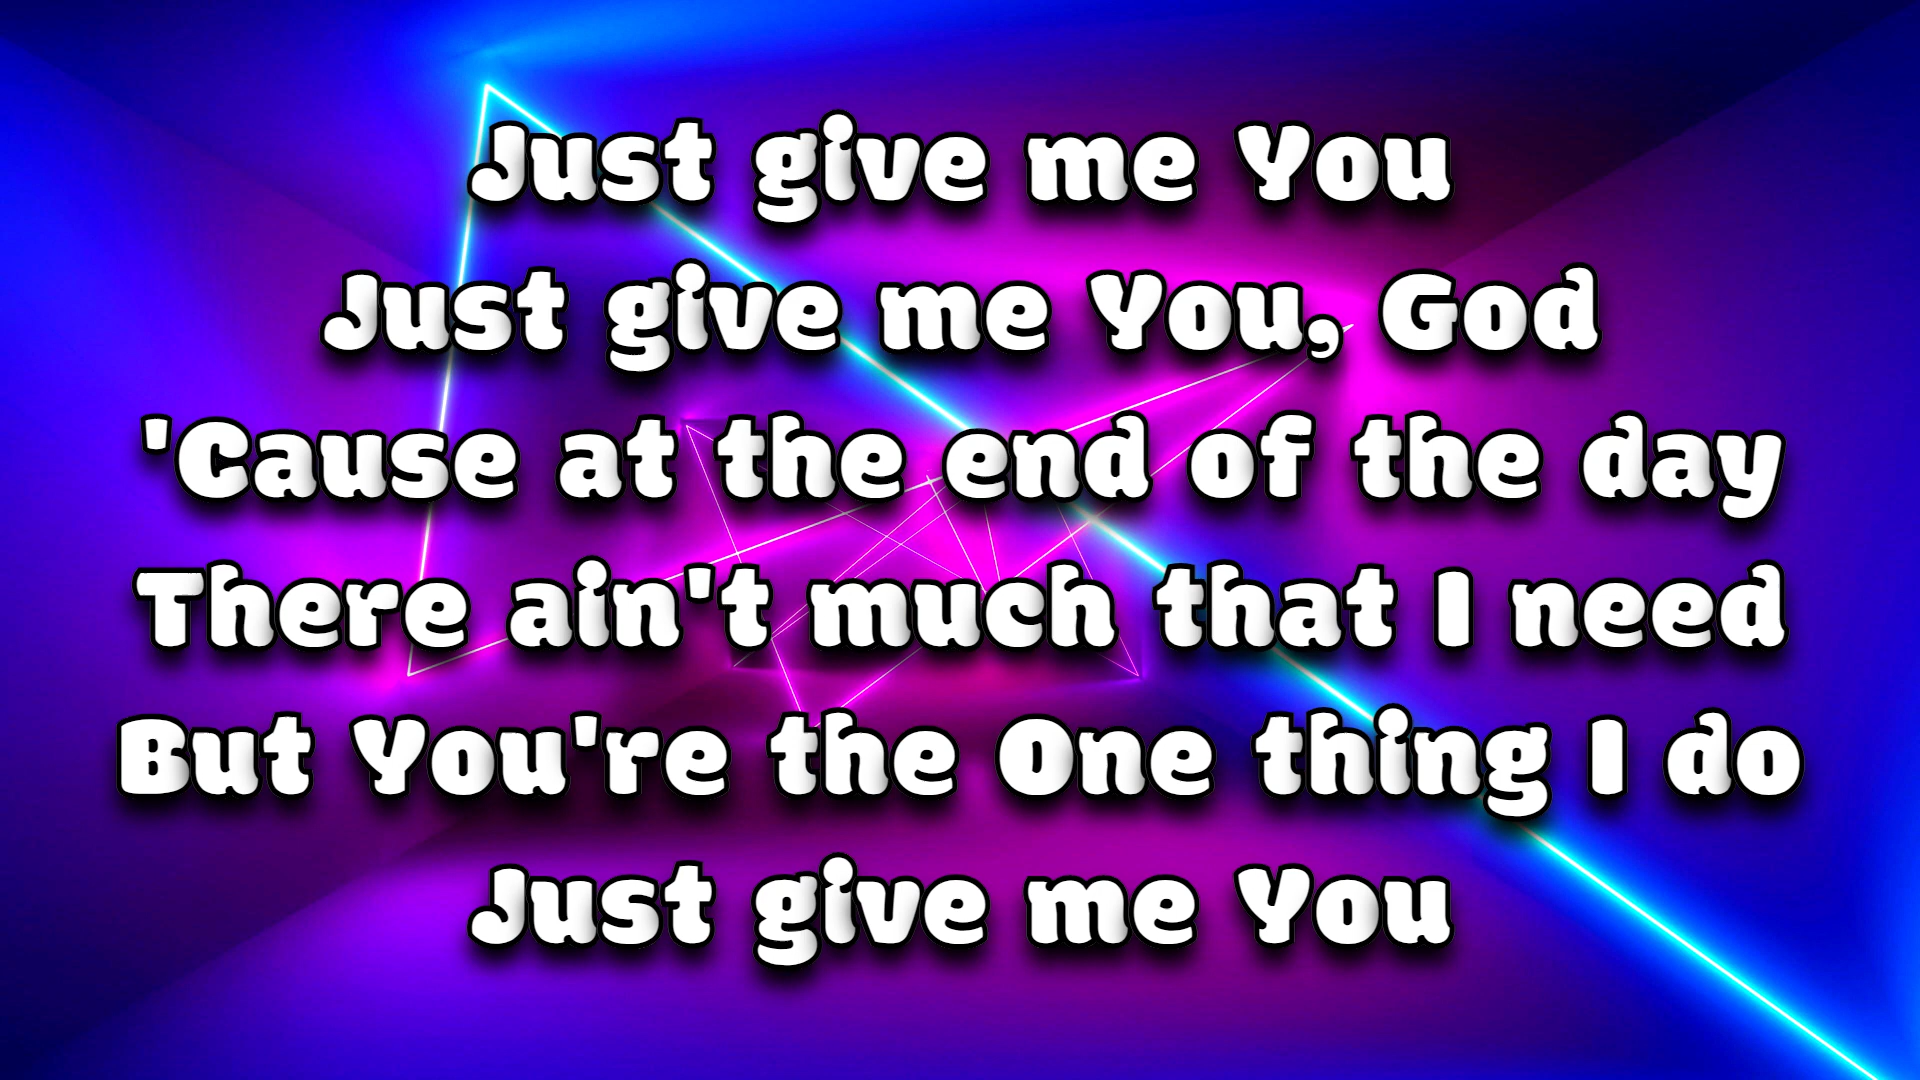 Just give me You
Just give me You, God
'Cause at the end of the day
There ain't much that I need
But You're the One thing I do
Just give me You